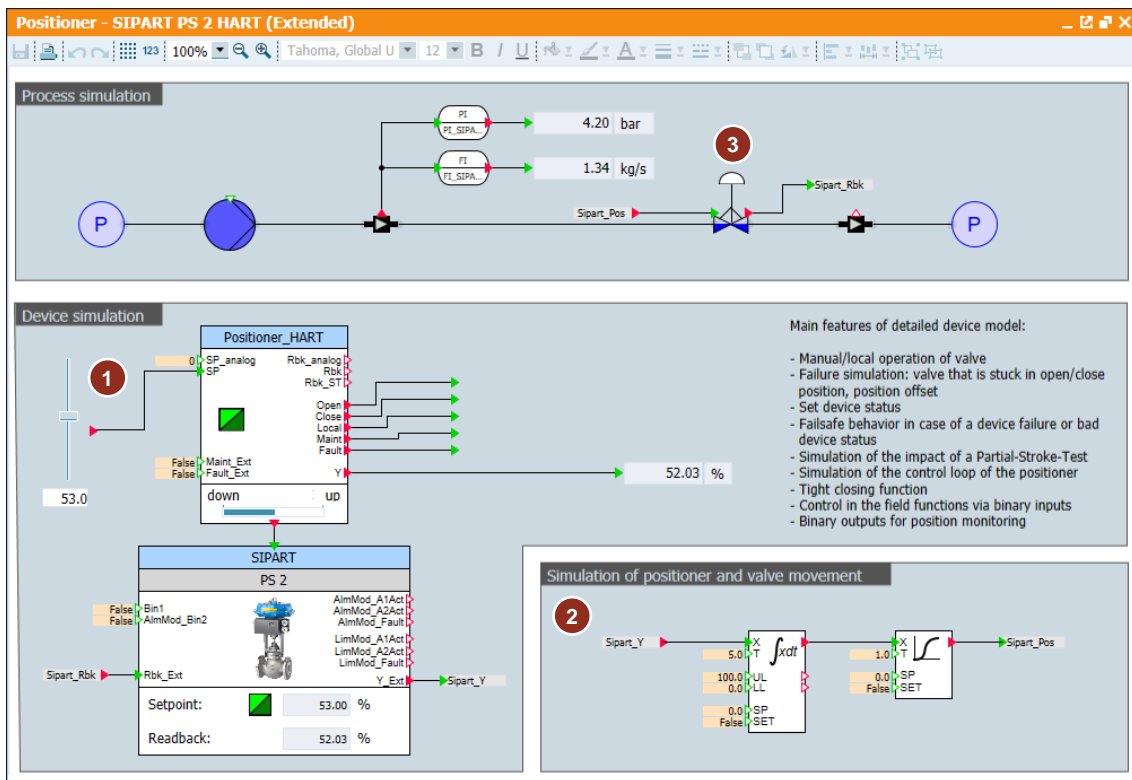 Positioner - SIPART PS 2 HART (Extended)
123 100% Tahoma, Global U 12 B I U A
Process simulation
PI
PI_SIPA...
4.20 bar
3
FI
FI_SIPA...
1.34 kg/s
Sipart_Rbk
Sipart_Pos
P
P
Device simulation
Positioner_HART
1
0 SP_analog Rbk_analog
SP Rbk
Rbk_ST
Open
Close
Local
Maint
Fault
False Maint_Ext
False Fault_Ext Y
52.03 %
53.0
down up
Main features of detailed device model:
- Manual/local operation of valve
- Failure simulation: valve that is stuck in open/close
position, position offset
- Set device status
- Failsafe behavior in case of a device failure or bad
device status
- Simulation of the impact of a Partial-Stroke-Test
- Simulation of the control loop of the positioner
- Tight closing function
- Control in the field functions via binary inputs
- Binary outputs for position monitoring
SIPART
PS 2
False Bin1 AlmMod_A1Act
False AlmMod_Bin2 AlmMod_A2Act
AlmMod_Fault
LimMod_A1Act
LimMod_A2Act
LimMod_Fault
Sipart_Rbk Rbk_Ext Y_Ext Sipart_Y
Setpoint: 53.00 %
Readback: 52.03 %
Simulation of positioner and valve movement
2
Sipart_Y X ∫xdt X Sipart_Pos
5.0 T 1.0 T
100.0 UL 0.0 SP
0.0 LL False SET
0.0 SP
False SET